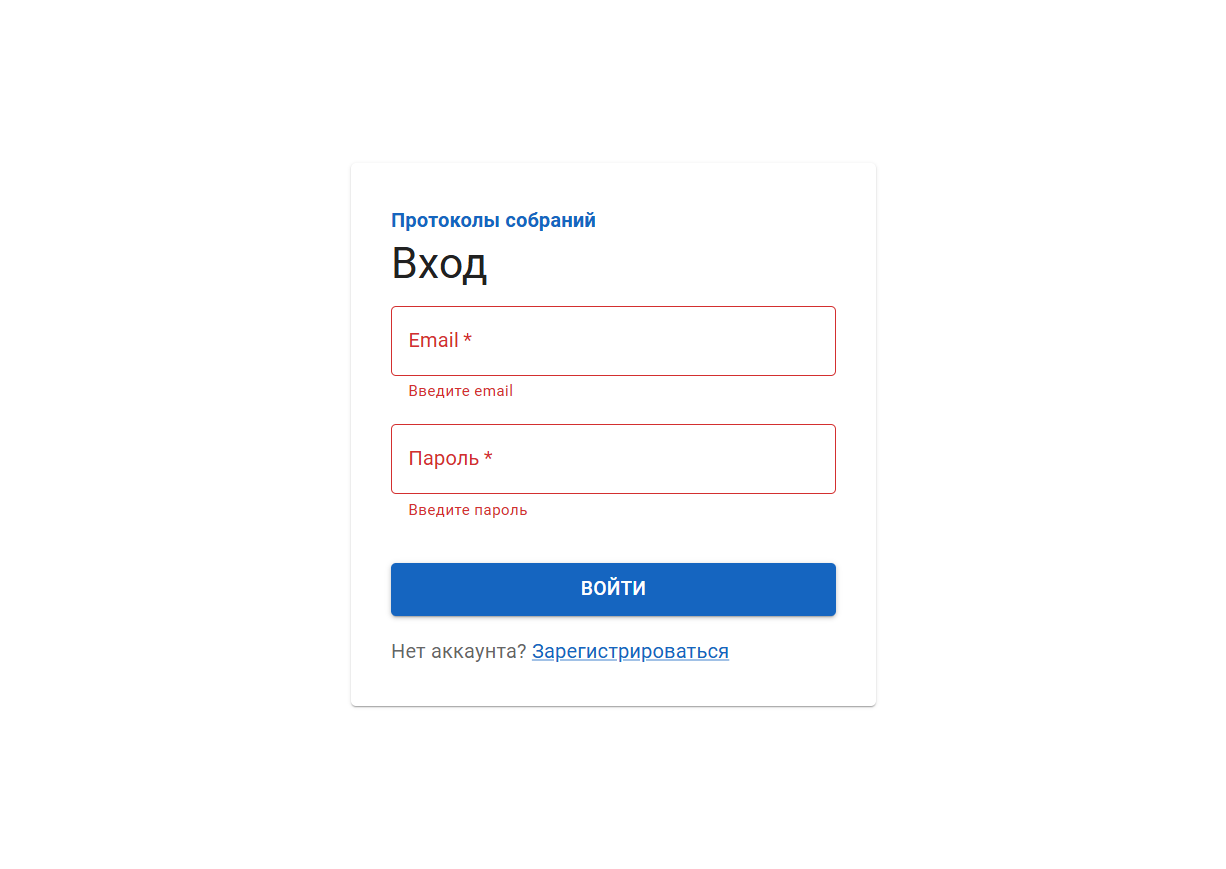 Протоколы собраний
Вход
Email *
Введите email
Пароль *
Введите пароль
ВОЙТИ
Нет аккаунта? Зарегистрироваться